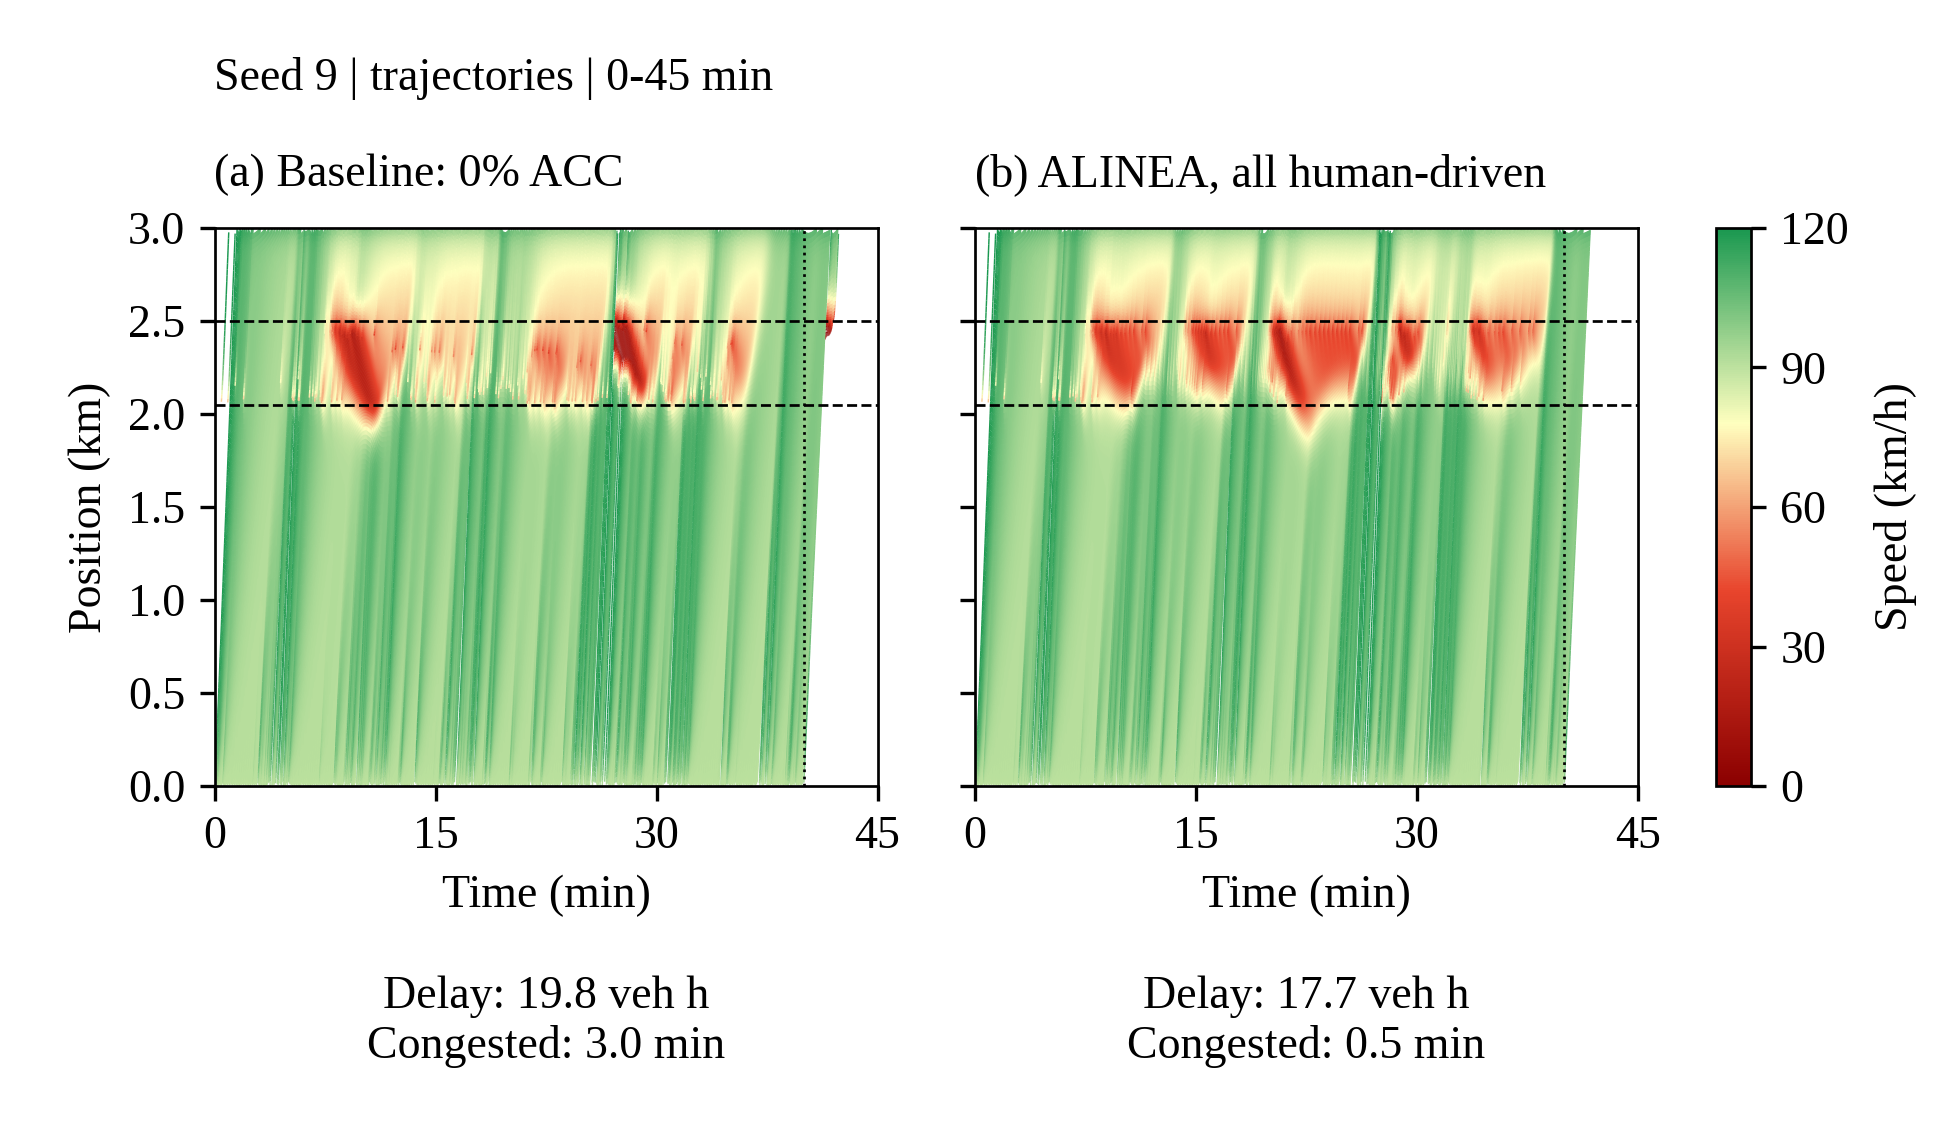 Seed 9 | trajectories | 0-45 min
(a) Baseline: 0% ACC
(b) ALINEA, all human-driven
3.0
2.5
2.0
1.5
1.0
0.5
0.0
Position (km)
0
15
30
45
Time (min)
0
15
30
45
Time (min)
120
90
60
30
0
Speed (km/h)
Delay: 19.8 veh h
Congested: 3.0 min
Delay: 17.7 veh h
Congested: 0.5 min